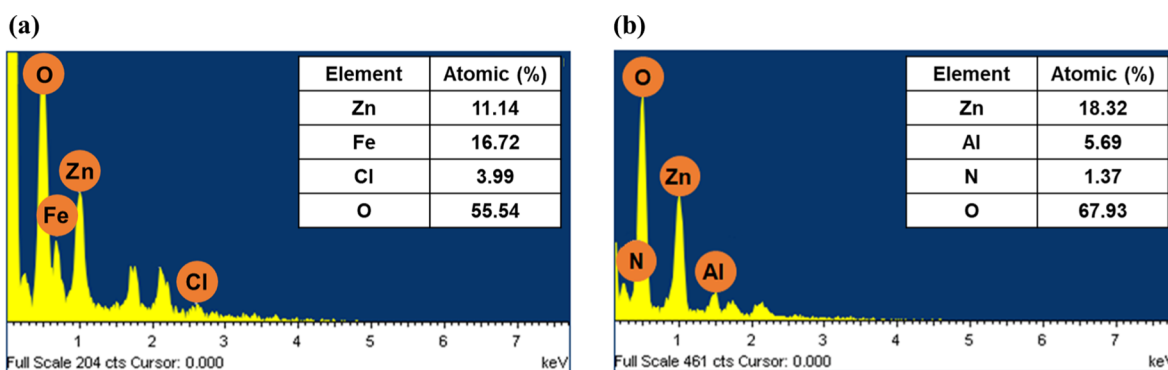 (a)
O
Zn
Fe
Cl
Element Atomic (%)
Zn 11.14
Fe 16.72
Cl 3.99
O 55.54
1 2 3 4 5 6 7
Full Scale 204 cts Cursor: 0.000 keV
(b)
O
Zn
N
Al
Element Atomic (%)
Zn 18.32
Al 5.69
N 1.37
O 67.93
1 2 3 4 5 6 7
Full Scale 461 cts Cursor: 0.000 keV